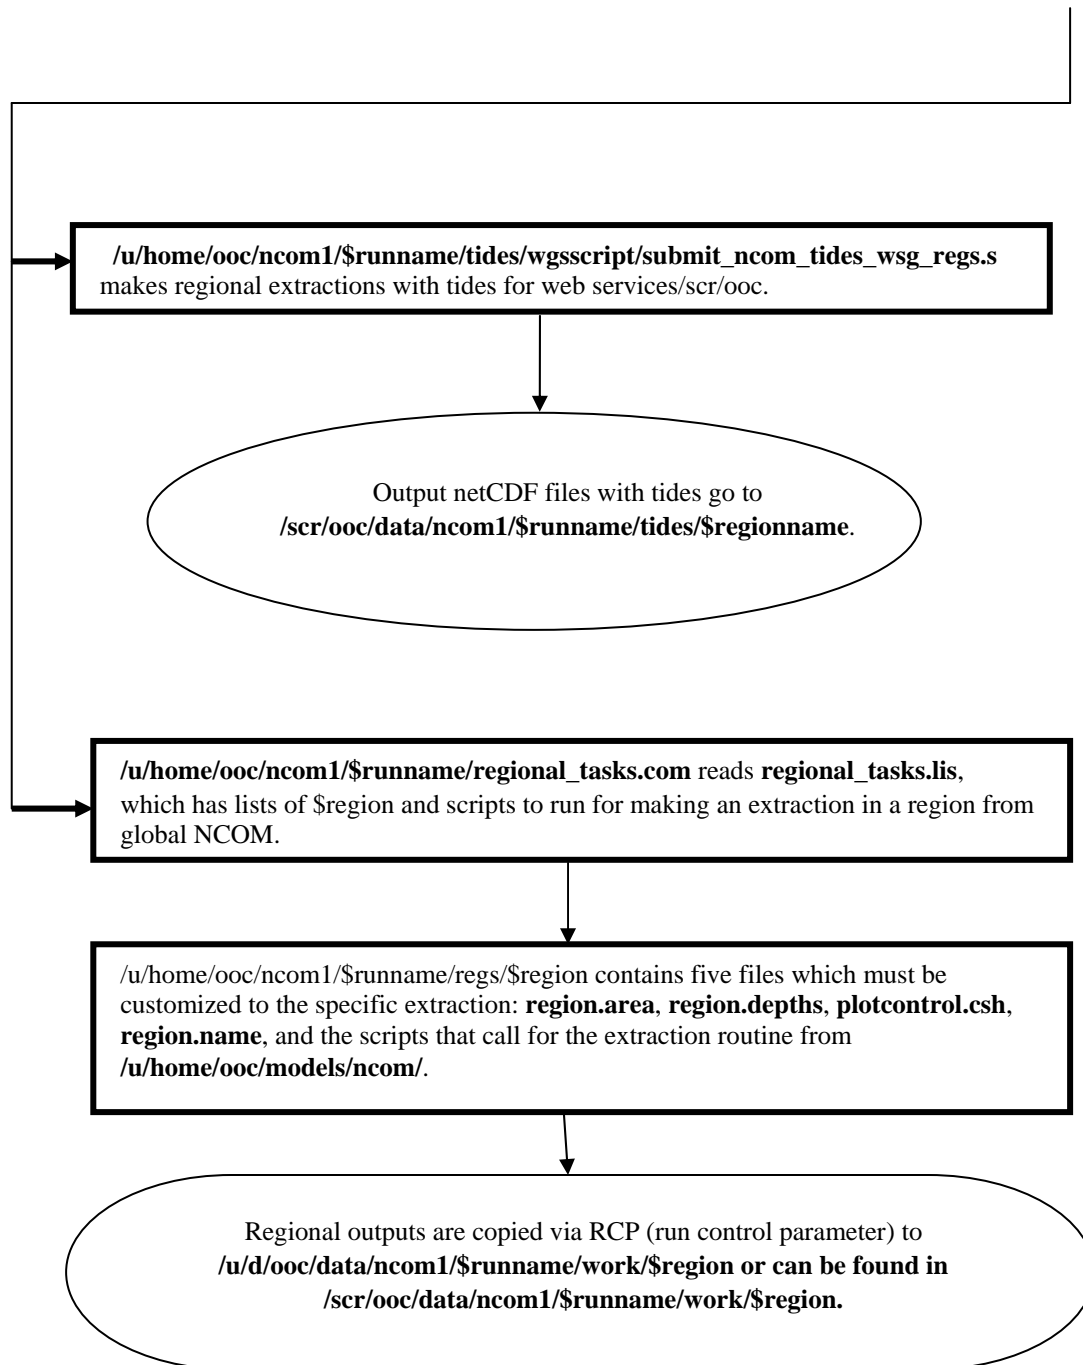 /u/home/ooc/ncom1/$runname/tides/wgsscript/submit_ncom_tides_wsg_regs.s
makes regional extractions with tides for web services/scr/ooc.
Output netCDF files with tides go to
/scr/ooc/data/ncom1/$runname/tides/$regionname.
/u/home/ooc/ncom1/$runname/regional_tasks.com reads regional_tasks.lis,
which has lists of $region and scripts to run for making an extraction in a region from
global NCOM.
/u/home/ooc/ncom1/$runname/regs/$region contains five files which must be
customized to the specific extraction: region.area, region.depths, plotcontrol.csh,
region.name, and the scripts that call for the extraction routine from
/u/home/ooc/models/ncom/.
Regional outputs are copied via RCP (run control parameter) to
/u/d/ooc/data/ncom1/$runname/work/$region or can be found in
/scr/ooc/data/ncom1/$runname/work/$region.